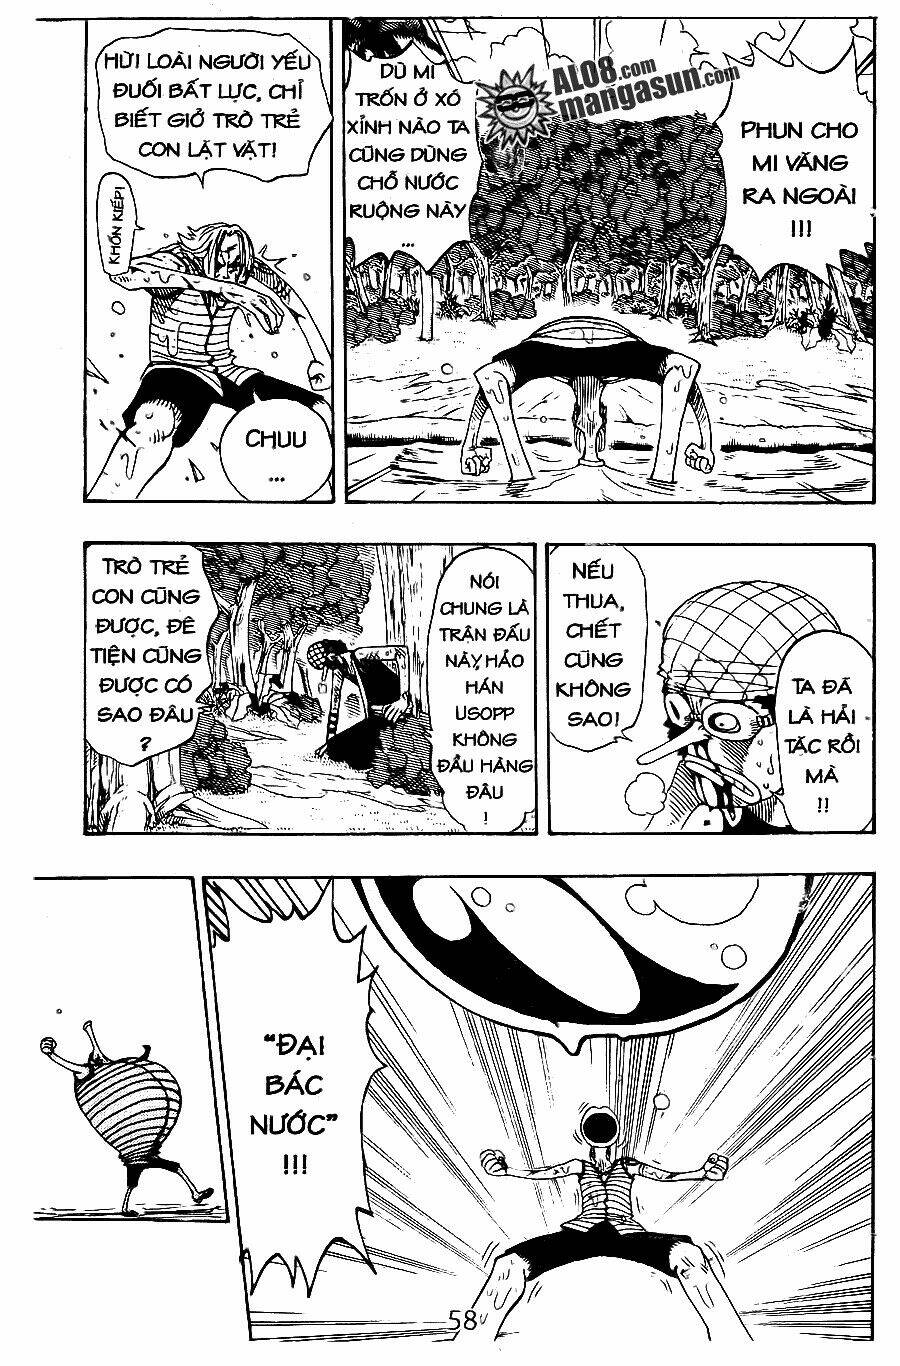 PHUN CHO
MI VĂNG
RA NGOÀI
!!!
DÙ MI
TRỐN Ở XÓ
XỈNH NÀO TA
CŨNG DÙNG
CHỖ NƯỚC
RUỘNG NÀY
...
AL08.com
mangasun.com
HỠI LOÀI NGƯỜI YẾU
ĐUỐI BẤT LỰC, CHỈ
BIẾT GIỞ TRÒ TRẺ
CON LẶT VẶT!
KHỐN KIẾP!
CHUU
...
NẾU
THUA,
CHẾT
CŨNG
KHÔNG
SAO!
TA ĐÃ
LÀ HẢI
TẶC RỒI
MÀ
!!
NÓI
CHUNG LÀ
TRẬN ĐẤU
NÀY, HẢO
HÁN
USOPP
KHÔNG
ĐẦU HÀNG
ĐÂU
!
TRÒ TRẺ
CON CŨNG
ĐƯỢC, ĐÊ
TIỆN CŨNG
ĐƯỢC CÓ
SAO ĐÂU
?
"ĐẠI
BÁC
NƯỚC"
!!!
58